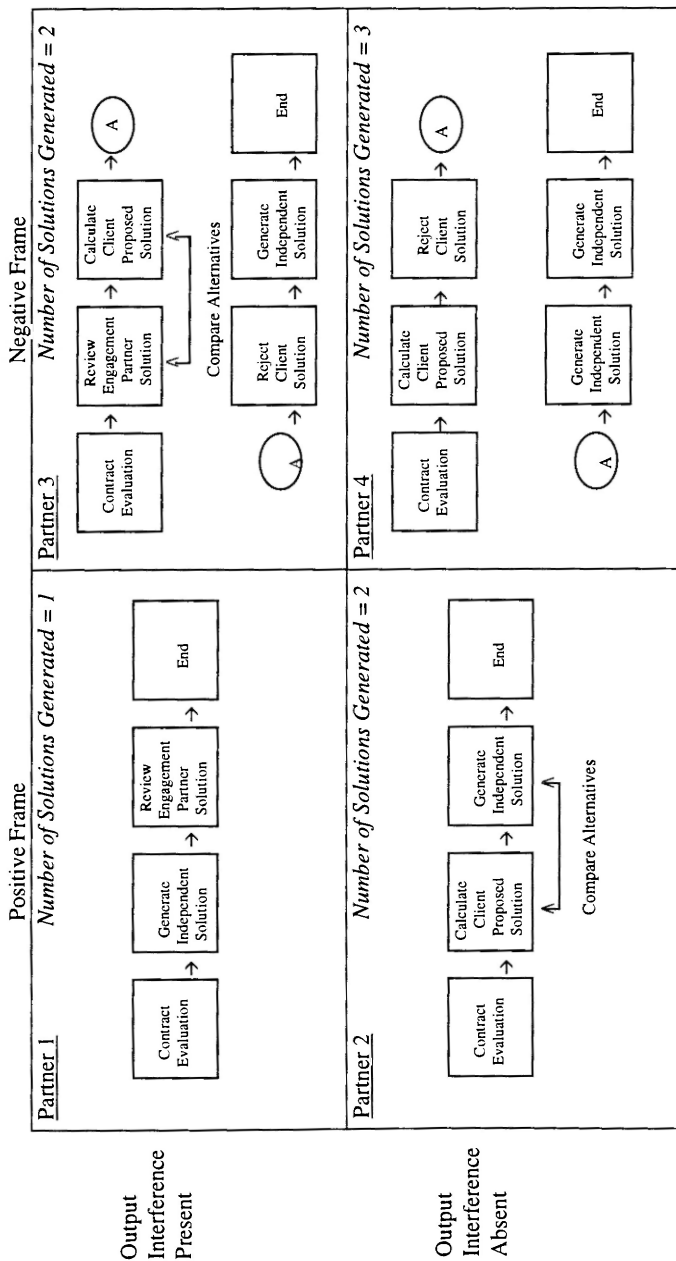 Positive Frame
Negative Frame
Output
Interference
Present
Partner 1
Number of Solutions Generated = 1
Contract
Evaluation
Generate
Independent
Solution
Review
Engagement
Partner
Solution
End
Partner 3
Number of Solutions Generated = 2
Contract
Evaluation
Review
Engagement
Partner
Solution
Calculate
Client
Proposed
Solution
A
Compare Alternatives
A
Reject
Client
Solution
Generate
Independent
Solution
End
Output
Interference
Absent
Partner 2
Number of Solutions Generated = 2
Contract
Evaluation
Calculate
Client
Proposed
Solution
Generate
Independent
Solution
End
Compare Alternatives
Partner 4
Number of Solutions Generated = 3
Contract
Evaluation
Calculate
Client
Proposed
Solution
Reject
Client
Solution
A
A
Generate
Independent
Solution
Generate
Independent
Solution
End